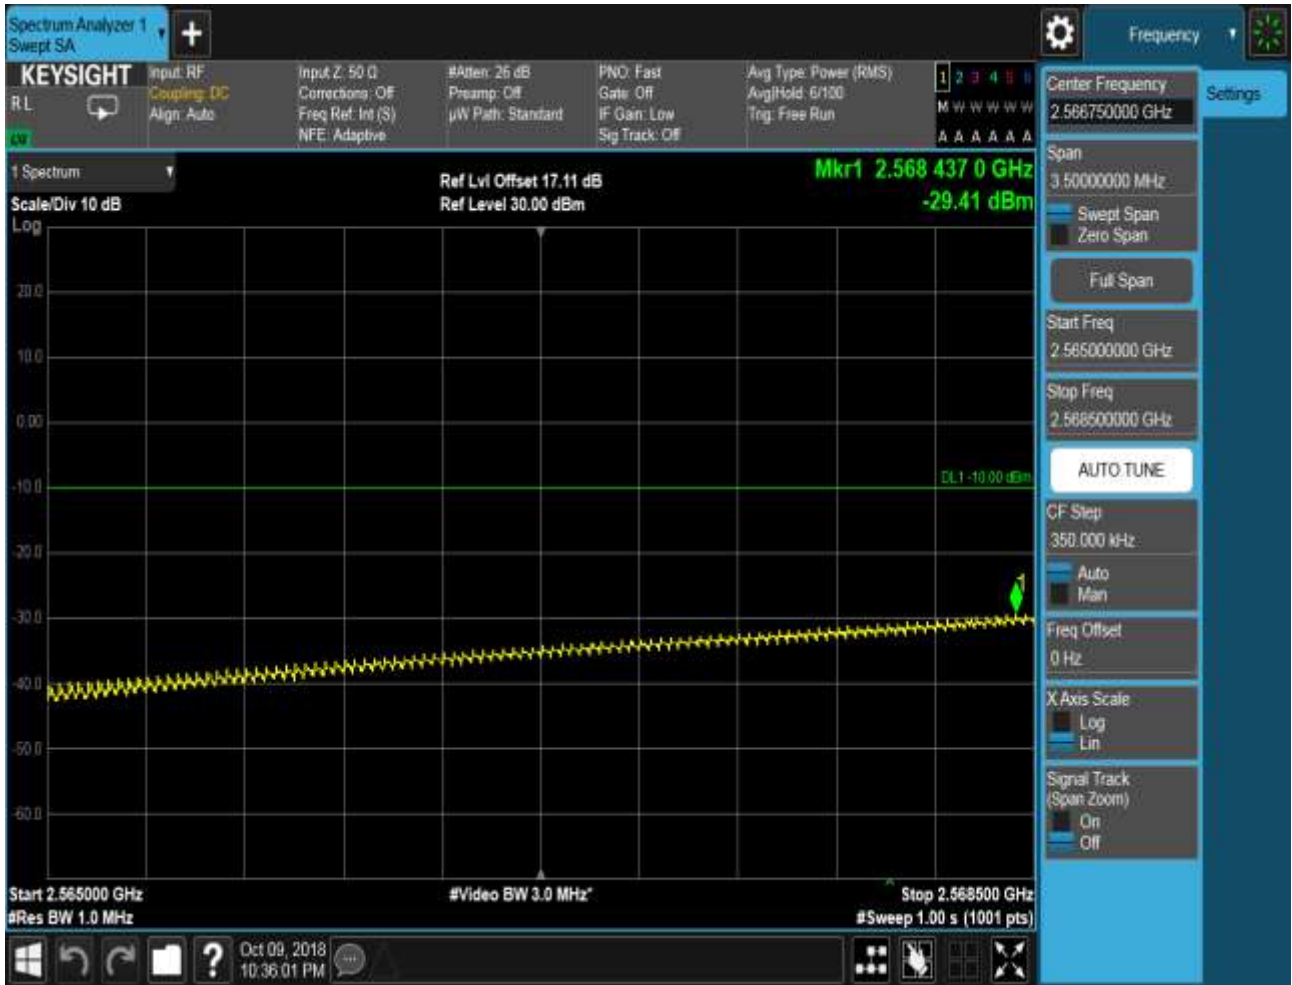 Spectrum Analyzer 1
Swept SA
Frequency
KEYSIGHT
Input: RF
Input Z: 50 Ω
#Atten: 26 dB
PNO: Fast
Avg Type: Power (RMS)
1 2 3 4 5 6
RL
Coupling: DC
Corrections: Off
Preamp: Off
Gate: Off
Avg|Hold: 6/100
M W W W W W
Align: Auto
Freq Ref: Int (S)
µW Path: Standard
IF Gain: Low
Trig: Free Run
NFE: Adaptive
Sig Track: Off
A A A A A A
1 Spectrum
Scale/Div 10 dB
Log
Ref Lvl Offset 17.11 dB
Ref Level 30.00 dBm
Mkr1 2.568 437 0 GHz
-29.41 dBm
20.0
10.0
0.00
-10.0
-20.0
-30.0
-40.0
-50.0
-60.0
DL1 -10.00 dBm
1
Start 2.565000 GHz
#Video BW 3.0 MHz*
Stop 2.568500 GHz
#Res BW 1.0 MHz
#Sweep 1.00 s (1001 pts)
?
Oct 09, 2018
10:36:01 PM
Center Frequency
2.566750000 GHz
Settings
Span
3.50000000 MHz
Swept Span
Zero Span
Full Span
Start Freq
2.565000000 GHz
Stop Freq
2.568500000 GHz
AUTO TUNE
CF Step
350.000 kHz
Auto
Man
Freq Offset
0 Hz
X Axis Scale
Log
Lin
Signal Track
(Span Zoom)
On
Off